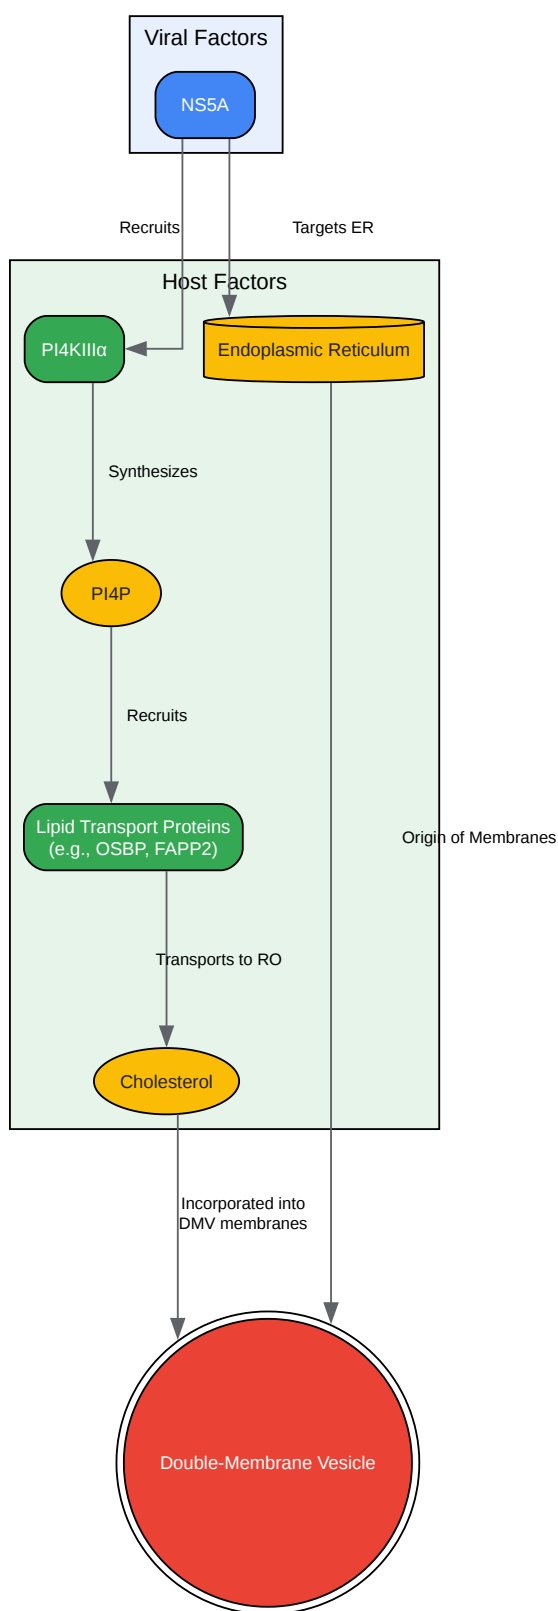 Viral Factors
NS5A
Recruits
Targets ER
Host Factors
PI4KIIIα
Endoplasmic Reticulum
Synthesizes
PI4P
Recruits
Lipid Transport Proteins
(e.g., OSBP, FAPP2)
Origin of Membranes
Transports to RO
Cholesterol
Incorporated into
DMV membranes
Double-Membrane Vesicle